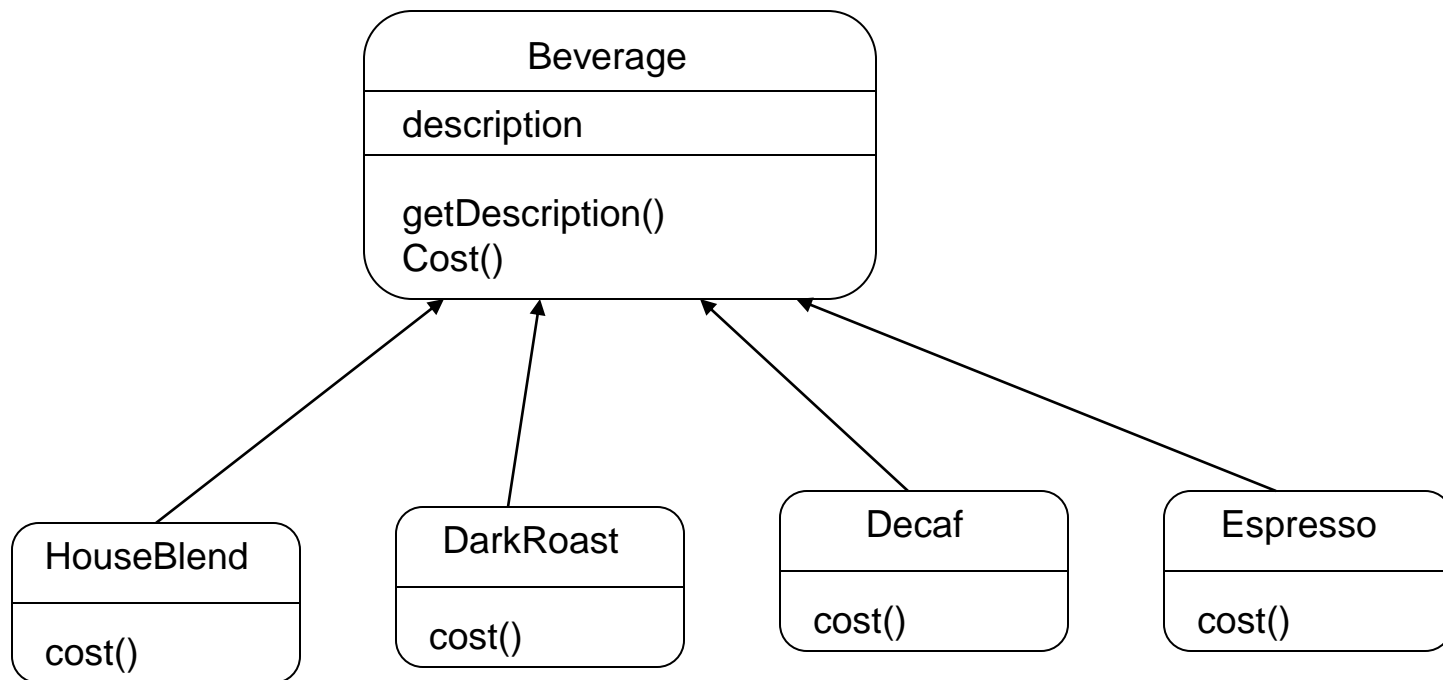 Beverage
description
getDescription()
Cost()
HouseBlend
cost()
DarkRoast
cost()
Decaf
cost()
Espresso
cost()